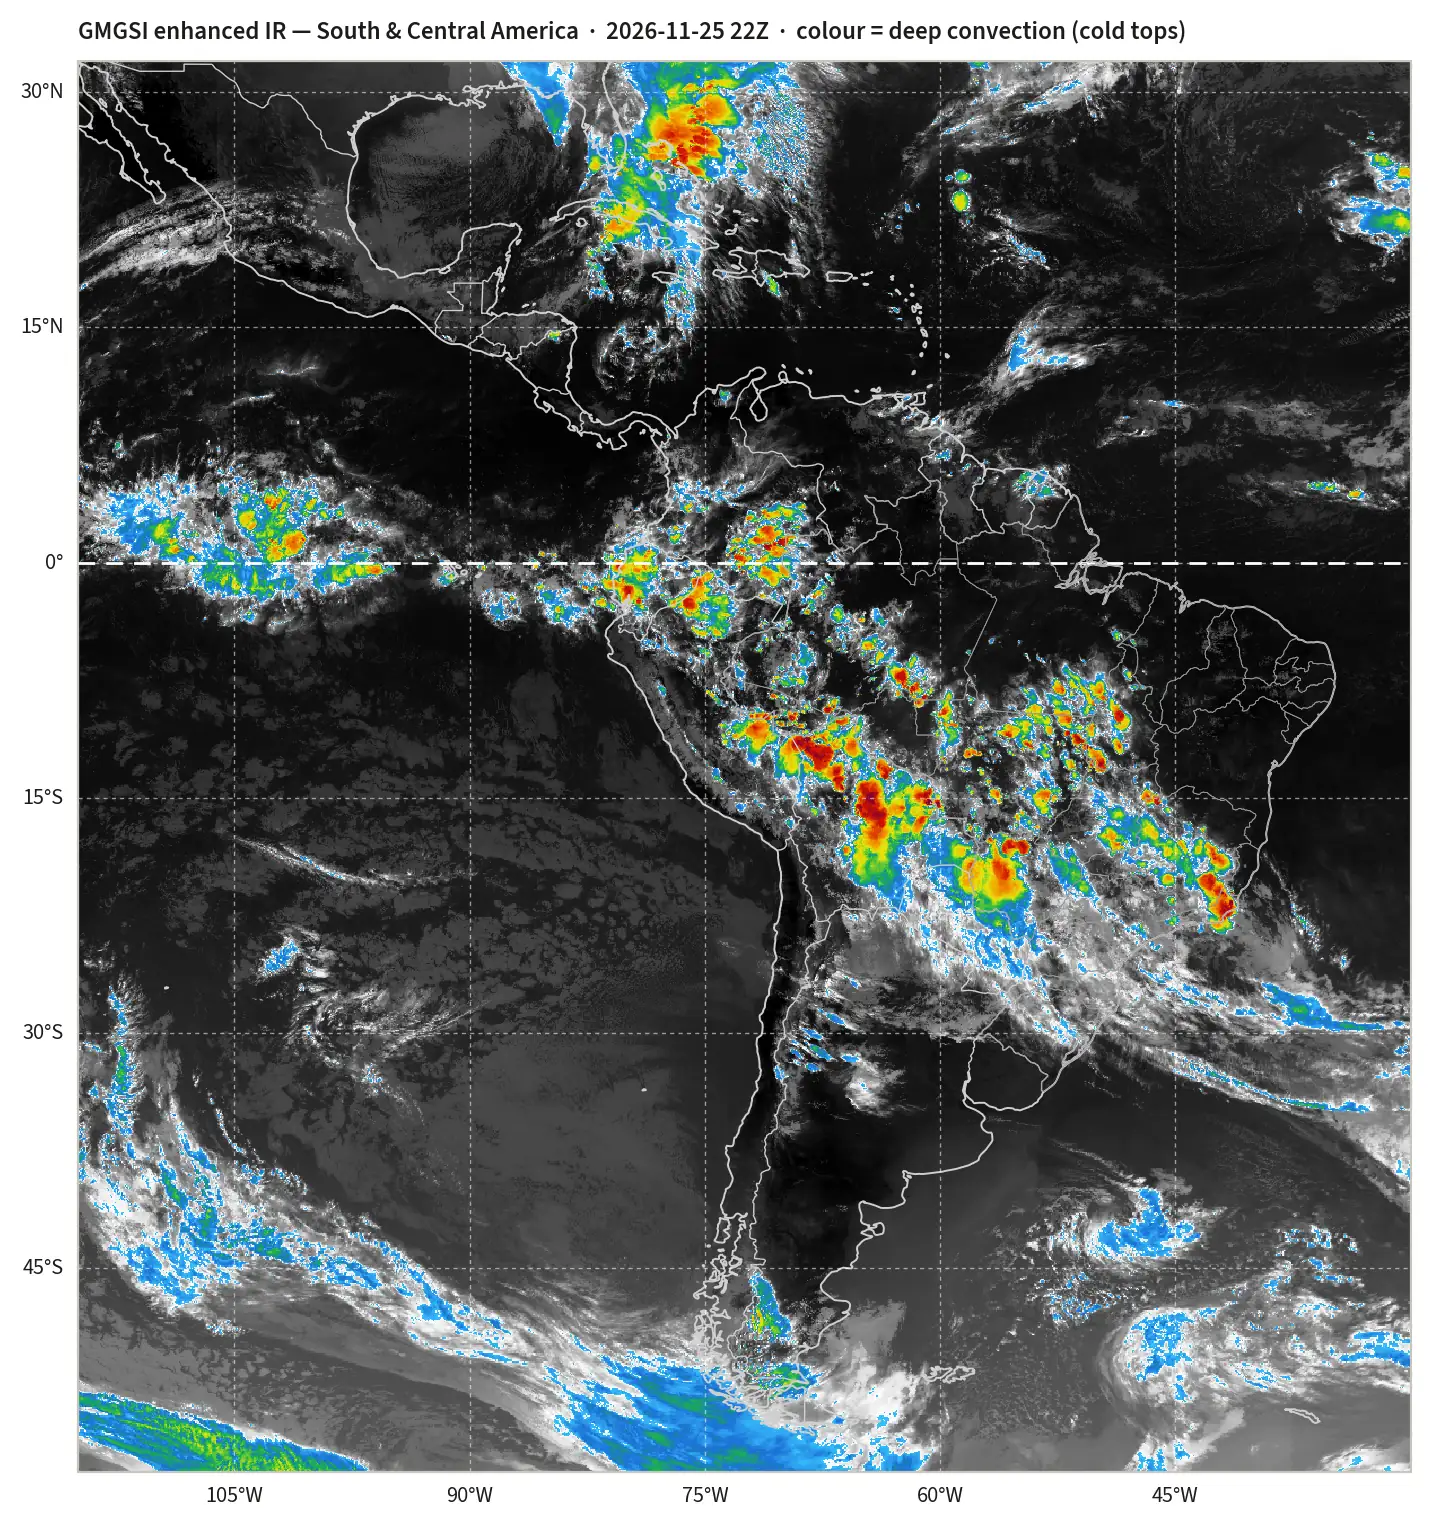 GMGSI enhanced IR — South & Central America · 2026-11-25 22Z · colour = deep convection (cold tops)
30°N
15°N
0°
15°S
30°S
45°S
105°W
90°W
75°W
60°W
45°W